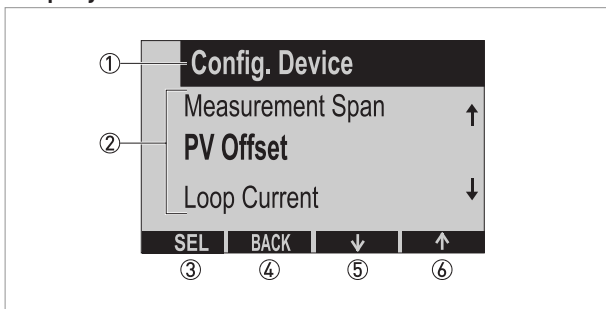 ① Config. Device
Measurement Span ↑
② PV Offset
Loop Current ↓
SEL BACK ↓ ↑
③ ④ ⑤ ⑥